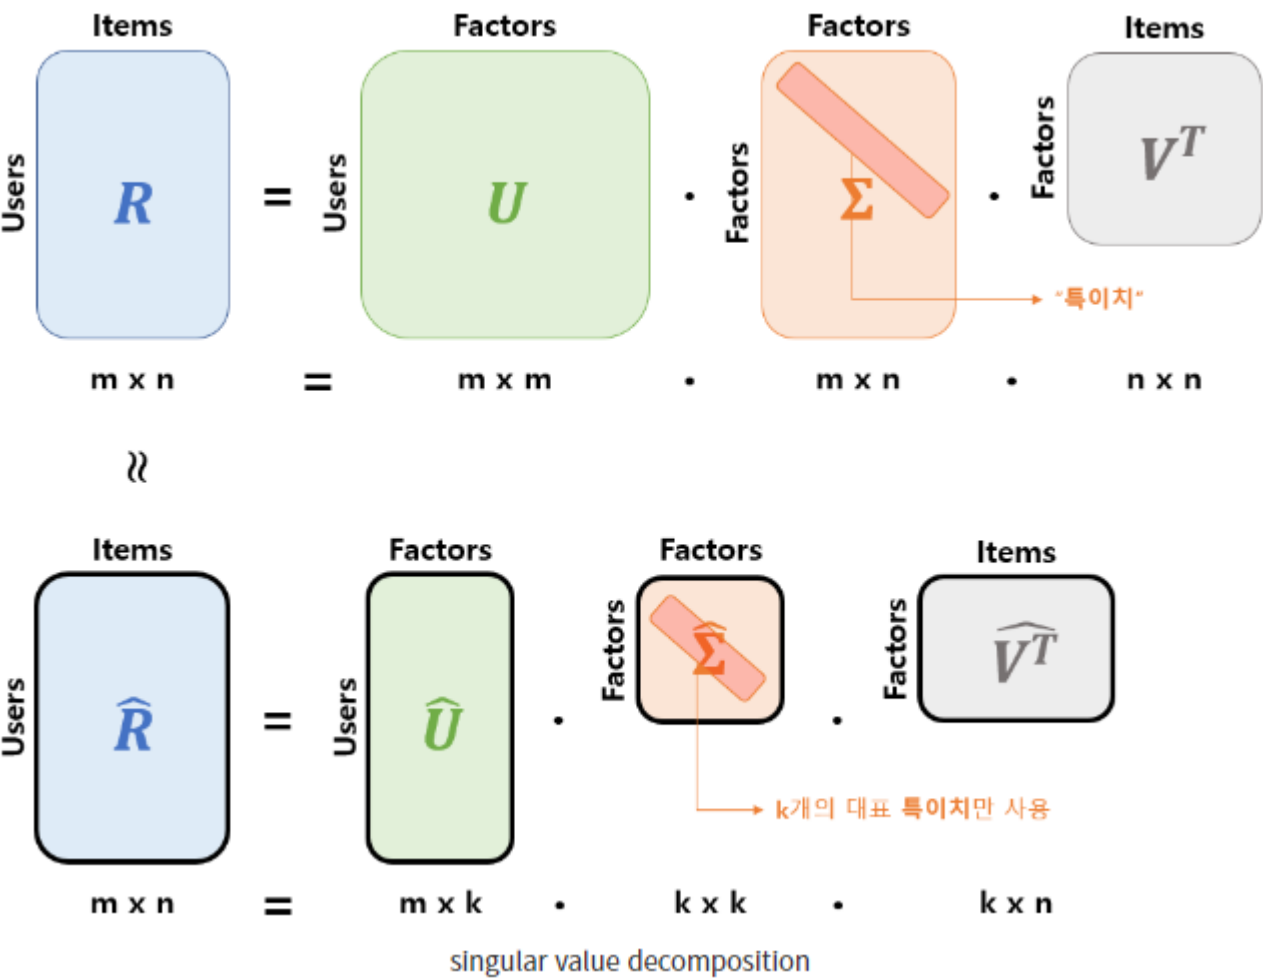 Items
Factors
Factors
Items
Users
R
=
Users
U
·
Factors
Σ
·
Factors
V^T
"특이치"
m x n = m x m · m x n · n x n
≈
Items
Factors
Factors
Items
Users
R̂
=
Users
Û
·
Factors
Σ̂
·
Factors
V̂^T
k개의 대표 특이치만 사용
m x n = m x k · k x k · k x n
singular value decomposition